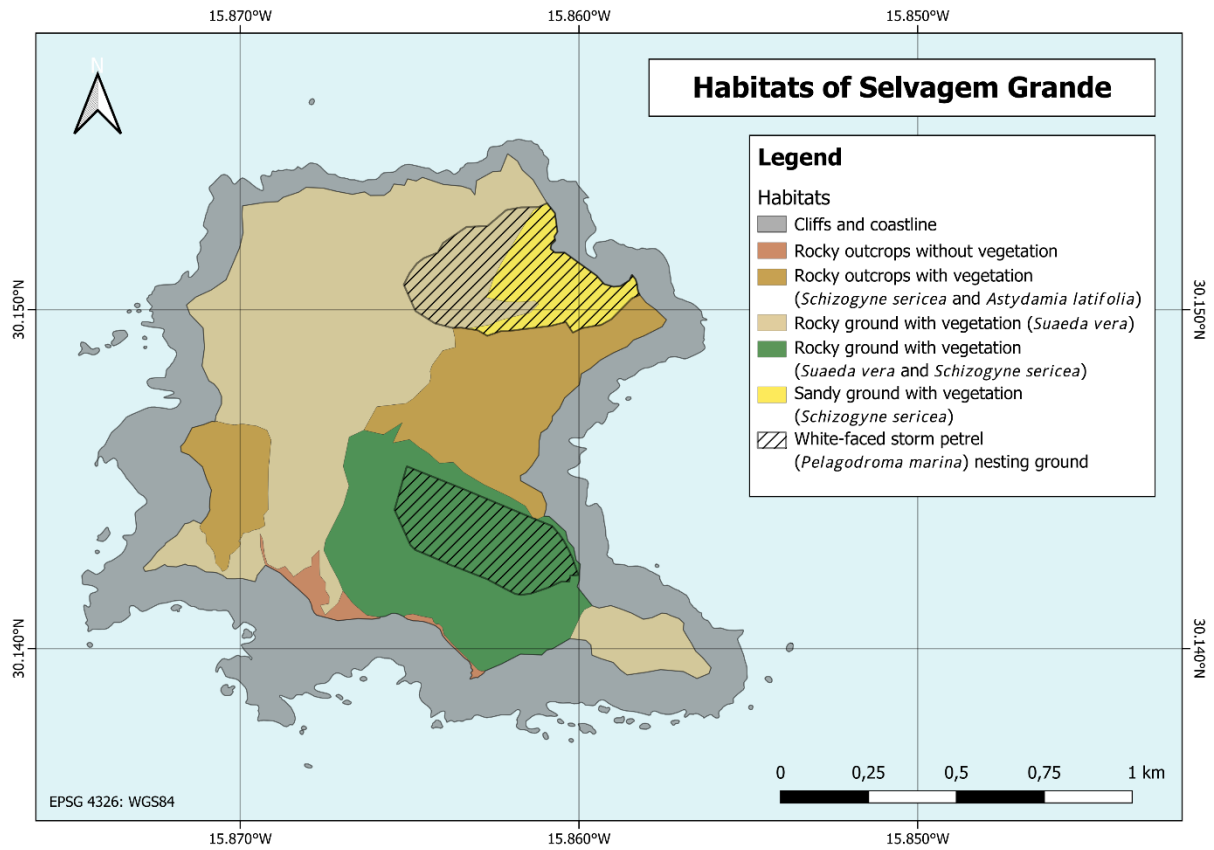 15.870°W
15.860°W
15.850°W
N
Habitats of Selvagem Grande
Legend
Habitats
Cliffs and coastline
Rocky outcrops without vegetation
Rocky outcrops with vegetation
(Schizogyne sericea and Astydamia latifolia)
Rocky ground with vegetation (Suaeda vera)
Rocky ground with vegetation
(Suaeda vera and Schizogyne sericea)
Sandy ground with vegetation
(Schizogyne sericea)
White-faced storm petrel
(Pelagodroma marina) nesting ground
30.150°N
30.150°N
30.140°N
30.140°N
0 0,25 0,5 0,75 1 km
EPSG 4326: WGS84
15.870°W
15.860°W
15.850°W